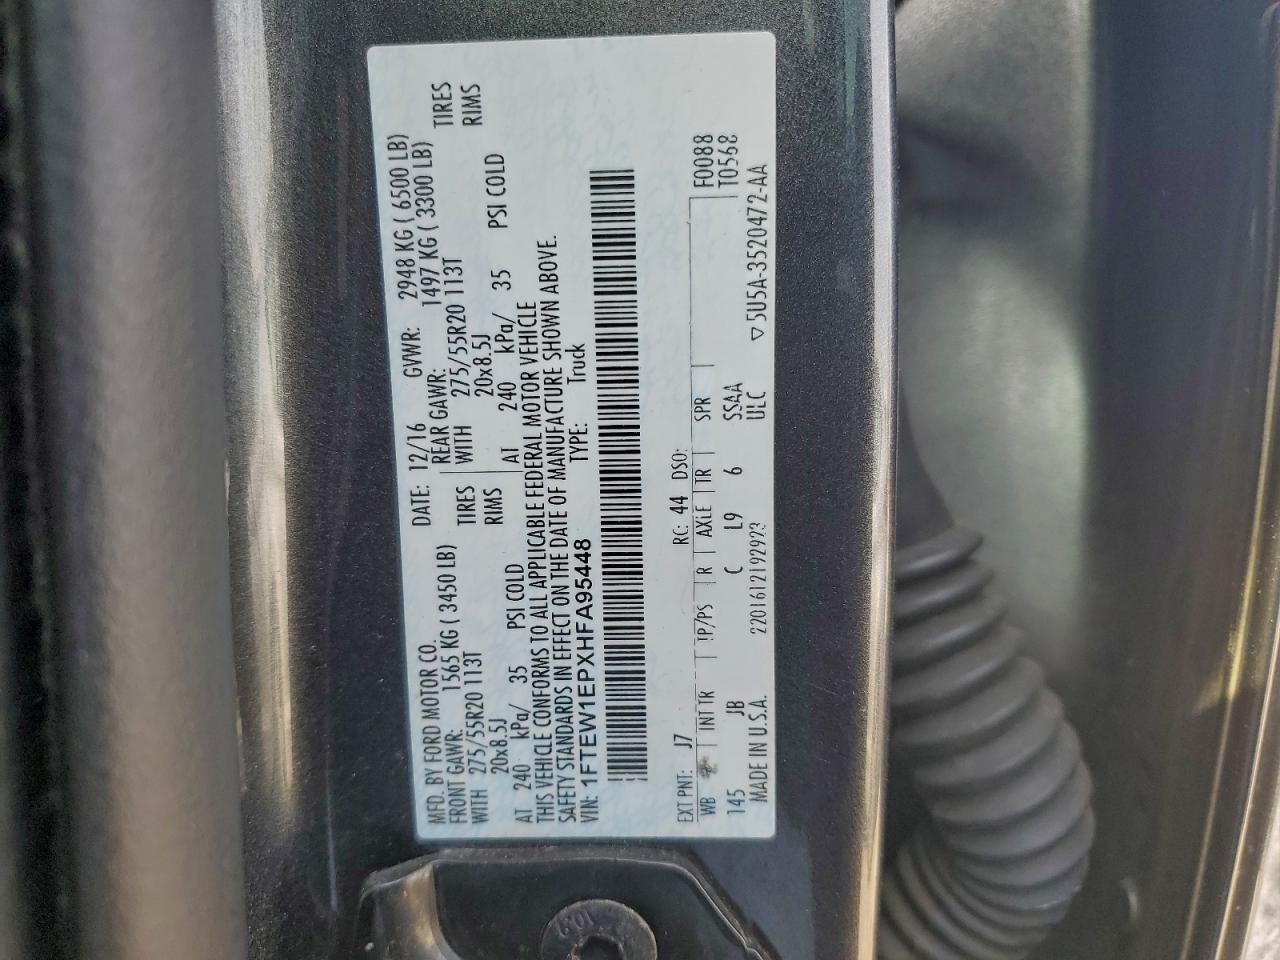 MFD. BY FORD MOTOR CO. DATE: 12/16 GVWR: 2948 KG ( 6500 LB)
FRONT GAWR: 1565 KG ( 3450 LB) REAR GAWR: 1497 KG ( 3300 LB)
WITH 275/55R20 113T TIRES WITH 275/55R20 113T TIRES
20x8.5J RIMS 20x8.5J RIMS
AT 240 kPa/ 35 PSI COLD AT 240 kPa/ 35 PSI COLD
THIS VEHICLE CONFORMS TO ALL APPLICABLE FEDERAL MOTOR VEHICLE
SAFETY STANDARDS IN EFFECT ON THE DATE OF MANUFACTURE SHOWN ABOVE.
VIN: 1FTEW1EPXHFA95448 TYPE: Truck
EXT PNT: J7 RC: 44 DSO: F0088
WB INT TR TP/PS R AXLE TR SPR T0568
145 JB C L9 6 SSAA
MADE IN U.S.A. 2201612192923 ULC ▽5U5A-3520472-AA